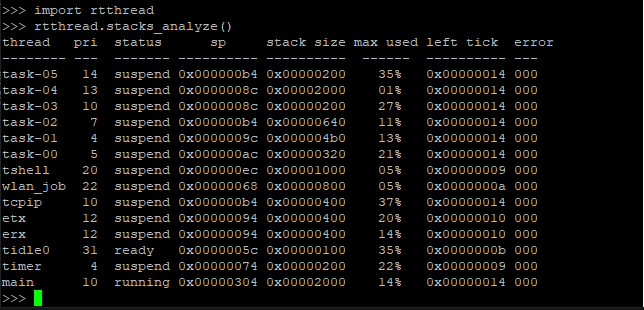 >>> import rtthread
>>> rtthread.stacks_analyze()
thread   pri  status      sp     stack size max used left tick  error
-------- ---  ------- ---------- ----------  ------  ---------- ---
task-05   14  suspend 0x000000b4 0x00000200    35%   0x00000014 000
task-04   13  suspend 0x0000008c 0x00002000    01%   0x00000014 000
task-03   10  suspend 0x0000008c 0x00000200    27%   0x00000014 000
task-02    7  suspend 0x000000b4 0x00000640    11%   0x00000014 000
task-01    4  suspend 0x0000009c 0x000004b0    13%   0x00000014 000
task-00    5  suspend 0x000000ac 0x00000320    21%   0x00000014 000
tshell    20  suspend 0x000000ec 0x00001000    05%   0x00000009 000
wlan_job  22  suspend 0x00000068 0x00000800    05%   0x0000000a 000
tcpip     10  suspend 0x000000b4 0x00000400    37%   0x00000014 000
etx       12  suspend 0x00000094 0x00000400    20%   0x00000010 000
erx       12  suspend 0x00000094 0x00000400    14%   0x00000010 000
tidle0    31  ready   0x0000005c 0x00000100    35%   0x0000000b 000
timer      4  suspend 0x00000074 0x00000200    22%   0x00000009 000
main      10  running 0x00000304 0x00002000    14%   0x00000014 000
>>>